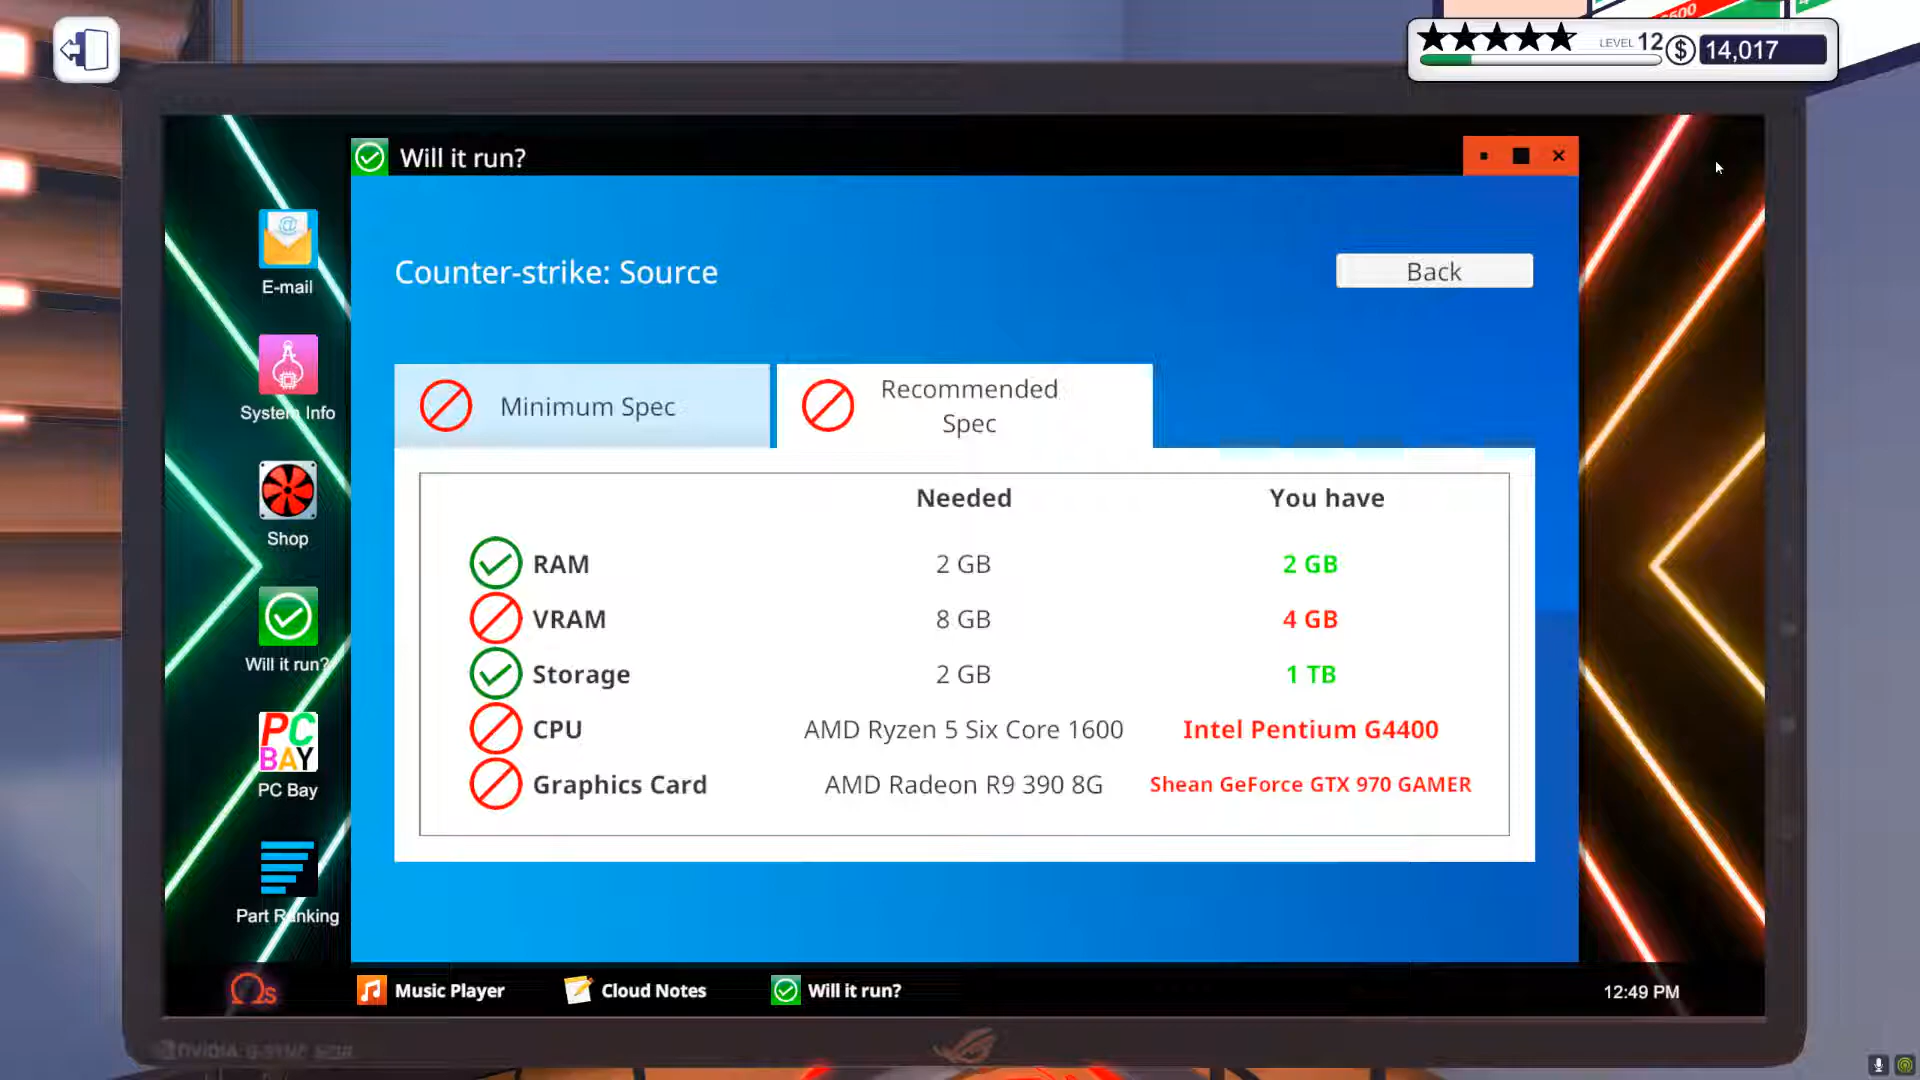 LEVEL 12 $ 14,017
Will it run?
E-mail
System Info
Shop
Will it run?
PC
BAY
PC Bay
Part Ranking
Counter-strike: Source
Back
Minimum Spec
Recommended
Spec
Needed You have
RAM 2 GB 2 GB
VRAM 8 GB 4 GB
Storage 2 GB 1 TB
CPU AMD Ryzen 5 Six Core 1600 Intel Pentium G4400
Graphics Card AMD Radeon R9 390 8G Shean GeForce GTX 970 GAMER
Ωs
Music Player Cloud Notes Will it run? 12:49 PM
NVIDIA G-SYNC